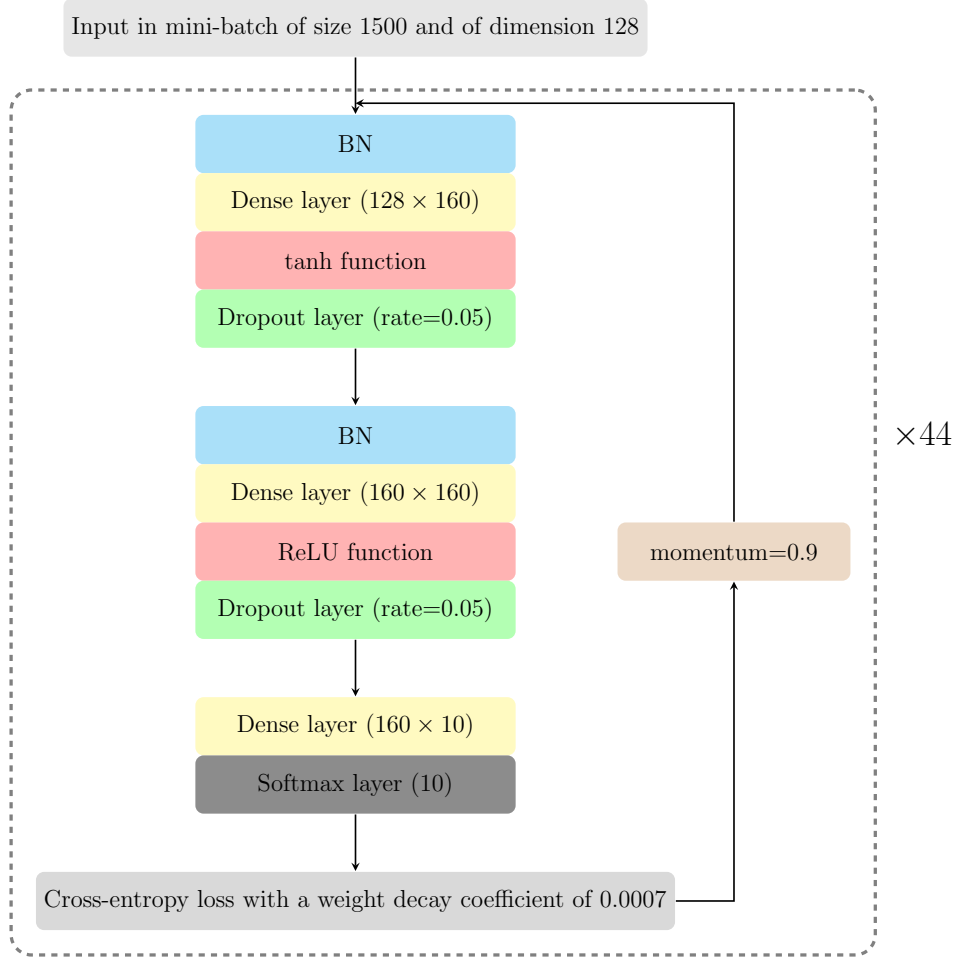 Input in mini-batch of size 1500 and of dimension 128
BN
Dense layer (128 × 160)
tanh function
Dropout layer (rate=0.05)
BN
Dense layer (160 × 160)
ReLU function
Dropout layer (rate=0.05)
Dense layer (160 × 10)
Softmax layer (10)
Cross-entropy loss with a weight decay coefficient of 0.0007
momentum=0.9
×44